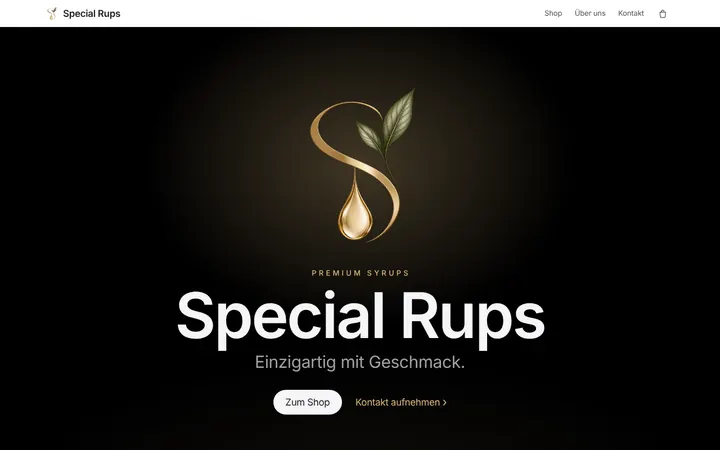 Special Rups
Shop
Über uns
Kontakt
PREMIUM SYRUPS
Special Rups
Einzigartig mit Geschmack.
Zum Shop
Kontakt aufnehmen